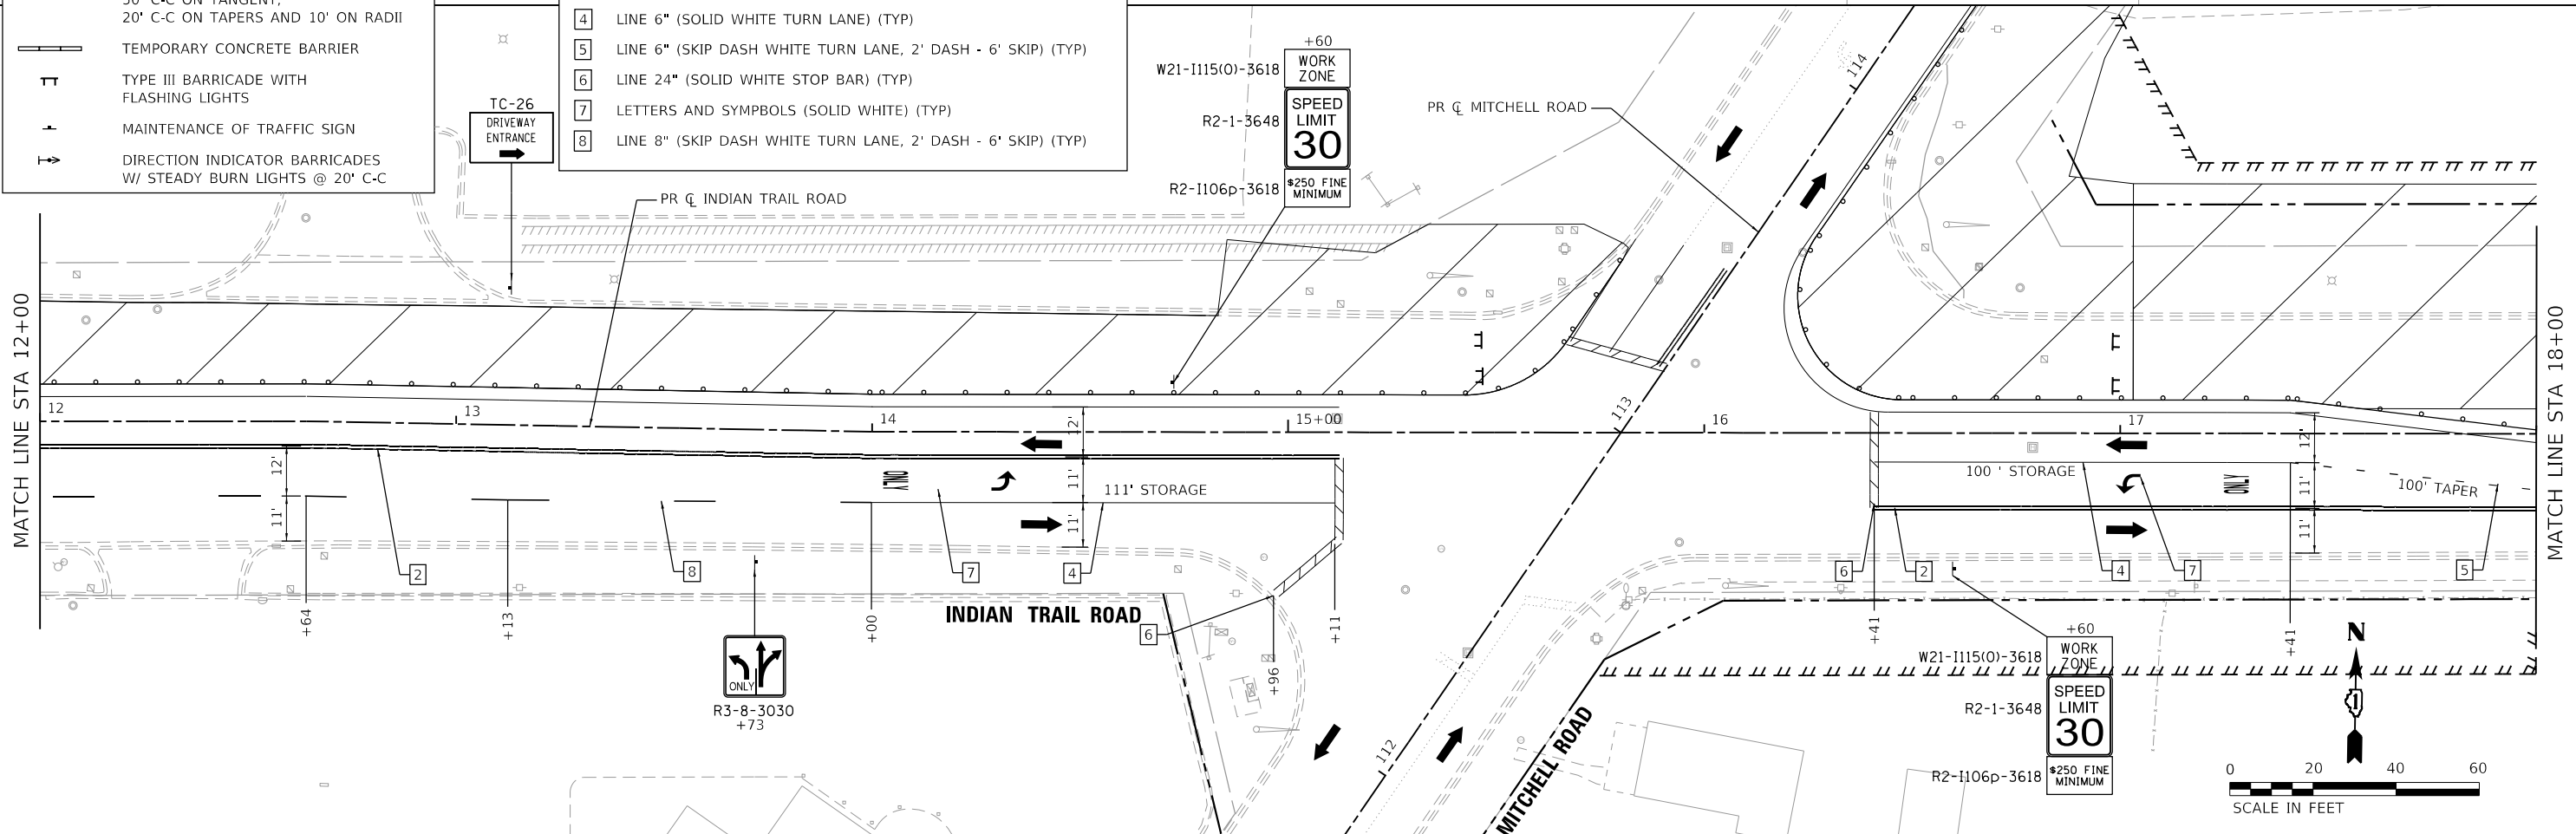 20' C-C ON TAPERS AND 10' ON RADII
TEMPORARY CONCRETE BARRIER
TYPE III BARRICADE WITH
FLASHING LIGHTS
MAINTENANCE OF TRAFFIC SIGN
DIRECTION INDICATOR BARRICADES
W/ STEADY BURN LIGHTS @ 20' C-C
4 LINE 6" (SOLID WHITE TURN LANE) (TYP)
5 LINE 6" (SKIP DASH WHITE TURN LANE, 2' DASH - 6' SKIP) (TYP)
6 LINE 24" (SOLID WHITE STOP BAR) (TYP)
7 LETTERS AND SYMPBOLS (SOLID WHITE) (TYP)
8 LINE 8" (SKIP DASH WHITE TURN LANE, 2' DASH - 6' SKIP) (TYP)
TC-26
DRIVEWAY
ENTRANCE
PR ℄ INDIAN TRAIL ROAD
+60
W21-I115(O)-3618
WORK
ZONE
R2-1-3648
SPEED
LIMIT
30
R2-I106p-3618
$250 FINE
MINIMUM
PR ℄ MITCHELL ROAD
114
113
112
MATCH LINE STA 12+00
MATCH LINE STA 18+00
12
13
14
15+00
16
17
12'
11'
12'
11'
11'
12'
11'
11'
ONLY
111' STORAGE
100 ' STORAGE
ONLY
100' TAPER
2
8
7
4
6
6
2
4
7
5
+64
+13
+00
+96
+11
+41
+41
INDIAN TRAIL ROAD
MITCHELL ROAD
ONLY
R3-8-3030
+73
+60
W21-I115(O)-3618
WORK
ZONE
R2-1-3648
SPEED
LIMIT
30
R2-I106p-3618
$250 FINE
MINIMUM
N
0 20 40 60
SCALE IN FEET